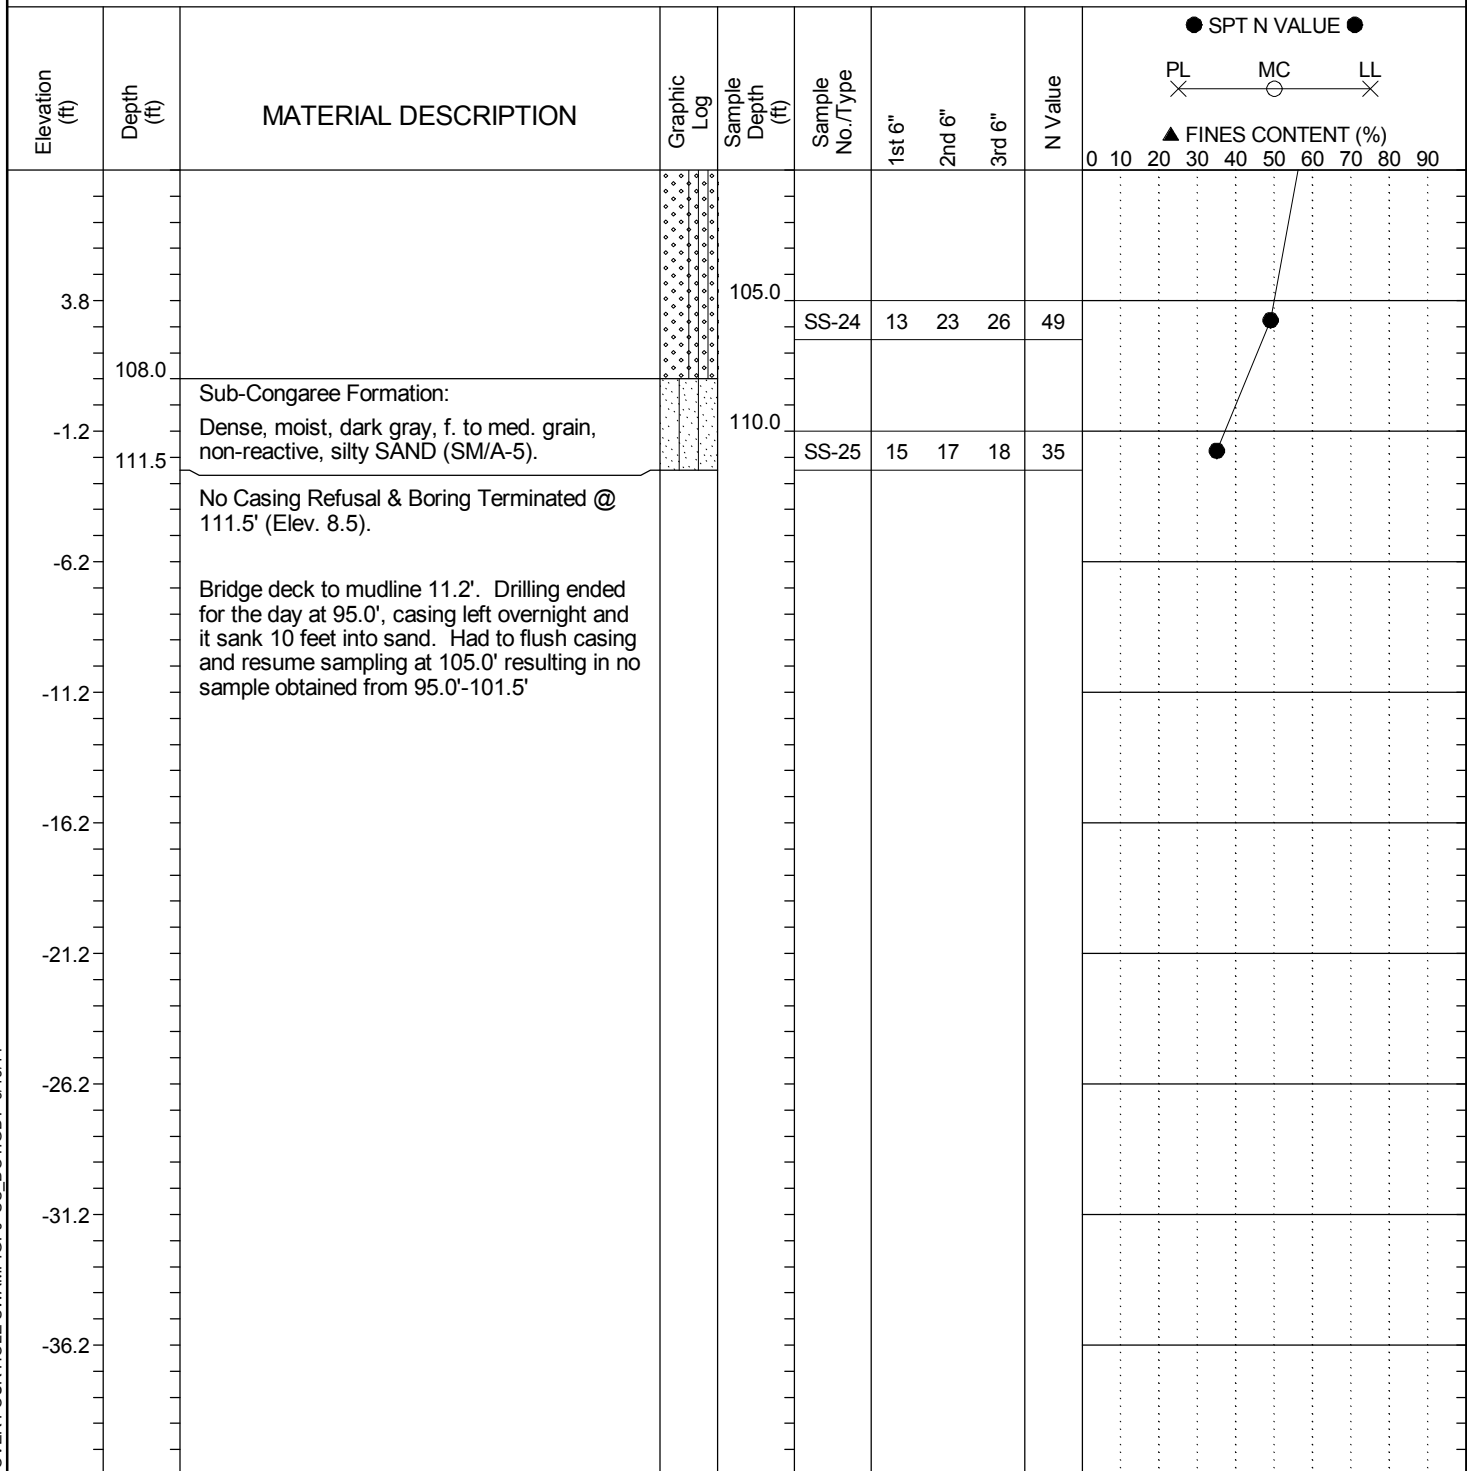 ● SPT N VALUE ●
PL MC LL
▲ FINES CONTENT (%)
0 10 20 30 40 50 60 70 80 90
Elevation
(ft)
Depth
(ft)
MATERIAL DESCRIPTION
Graphic
Log
Sample
Depth
(ft)
Sample
No./Type
1st 6"
2nd 6"
3rd 6"
N Value
105.0
3.8
SS-24 13 23 26 49
108.0
Sub-Congaree Formation:
Dense, moist, dark gray, f. to med. grain,
non-reactive, silty SAND (SM/A-5).
110.0
-1.2
111.5
SS-25 15 17 18 35
No Casing Refusal & Boring Terminated @
111.5' (Elev. 8.5).
-6.2
Bridge deck to mudline 11.2'. Drilling ended
for the day at 95.0', casing left overnight and
it sank 10 feet into sand. Had to flush casing
and resume sampling at 105.0' resulting in no
sample obtained from 95.0'-101.5'
-11.2
-16.2
-21.2
-26.2
-31.2
-36.2